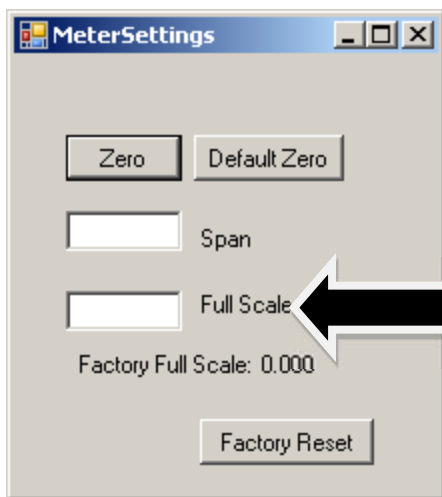 MeterSettings
Zero Default Zero
Span
Full Scale
Factory Full Scale: 0.000
Factory Reset